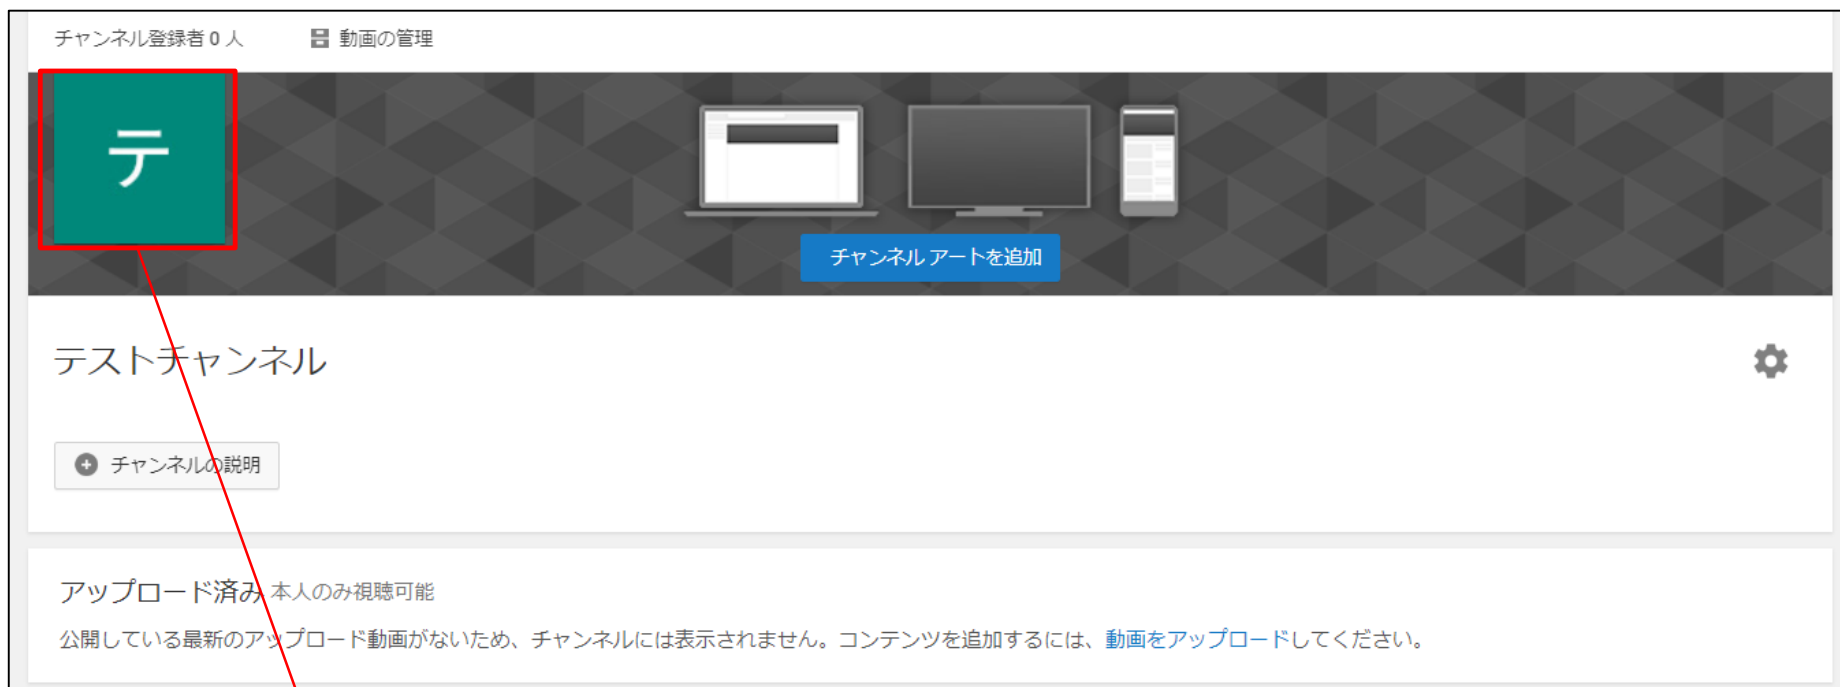 チャンネル登録者 0 人 動画の管理
テ
チャンネル アートを追加
テストチャンネル
チャンネルの説明
アップロード済み 本人のみ視聴可能
公開している最新のアップロード動画がないため、チャンネルには表示されません。コンテンツを追加するには、動画をアップロードしてください。